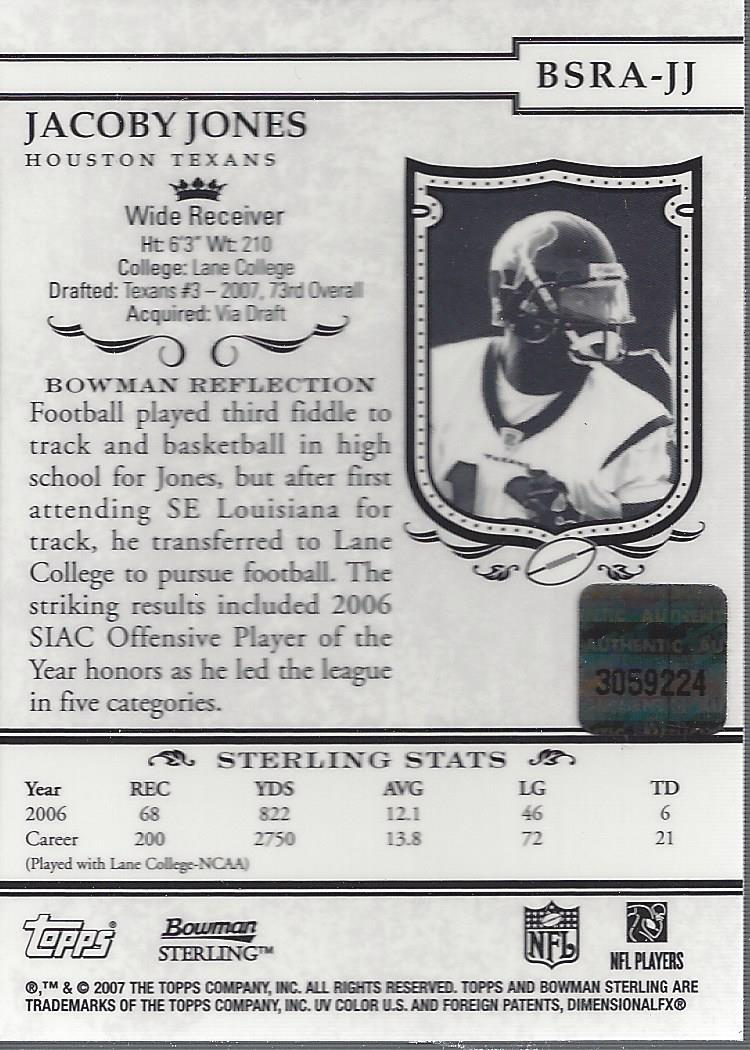 BSRA-JJ
JACOBY JONES
HOUSTON TEXANS
Wide Receiver
Ht: 6'3" Wt: 210
College: Lane College
Drafted: Texans #3 – 2007, 73rd Overall
Acquired: Via Draft
BOWMAN REFLECTION
Football played third fiddle to
track and basketball in high
school for Jones, but after first
attending SE Louisiana for
track, he transferred to Lane
College to pursue football. The
striking results included 2006
SIAC Offensive Player of the
Year honors as he led the league
in five categories.
AUTHENTIC
3059224
STERLING STATS
Year REC YDS AVG LG TD
2006 68 822 12.1 46 6
Career 200 2750 13.8 72 21
(Played with Lane College-NCAA)
Topps® Bowman NFL
STERLING™ NFL PLAYERS
®,™ & © 2007 THE TOPPS COMPANY, INC. ALL RIGHTS RESERVED. TOPPS AND BOWMAN STERLING ARE
TRADEMARKS OF THE TOPPS COMPANY, INC. UV COLOR U.S. AND FOREIGN PATENTS, DIMENSIONALFX®